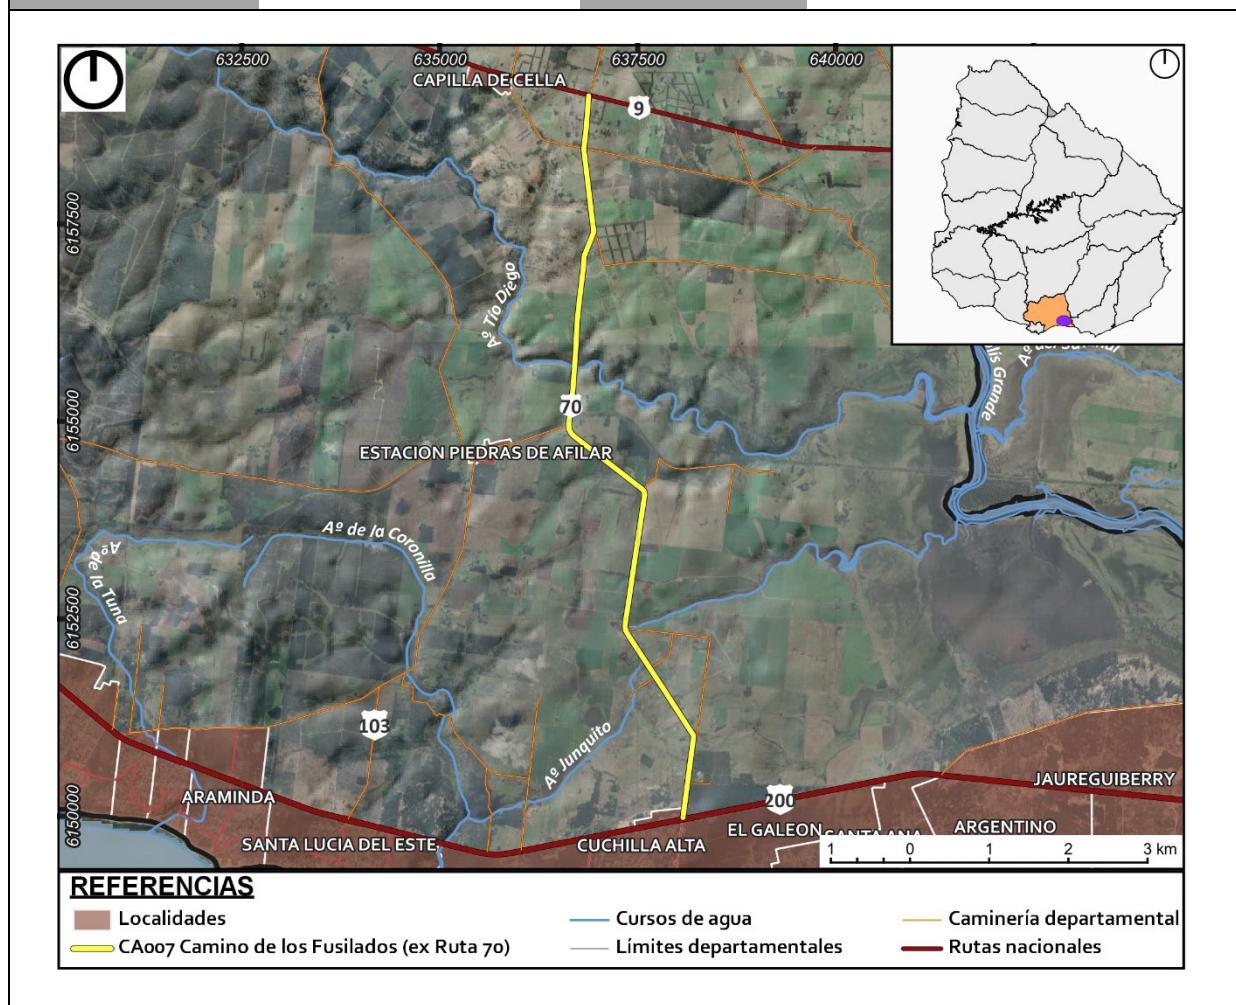 632500
635000
637500
640000
CAPILLA DE CELLA
9
6157500
Aº Tío Diego
6155000
70
ESTACION PIEDRAS DE AFILAR
Grande
Aº de la Coronilla
Aº de la Tuna
6152500
103
Aº Junquito
6150000
ARAMINDA
SANTA LUCIA DEL ESTE
CUCHILLA ALTA
200
EL GALEON
SANTA ANA
ARGENTINO
JAUREGUIBERRY
1 0 1 2 3 km
REFERENCIAS
Localidades
Cursos de agua
Caminería departamental
CA007 Camino de los Fusilados (ex Ruta 70)
Límites departamentales
Rutas nacionales